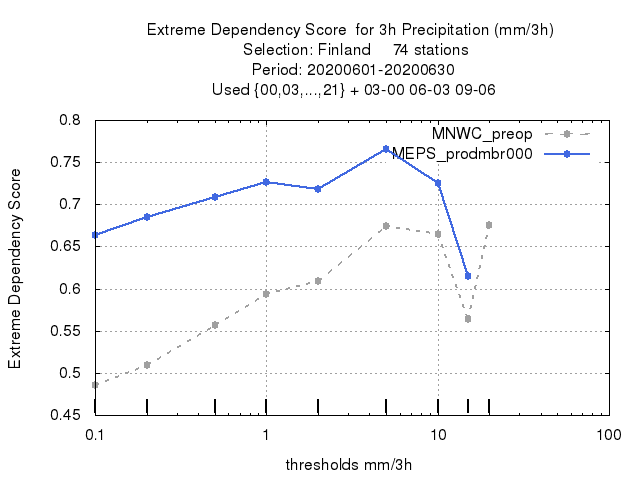 Extreme Dependency Score  for 3h Precipitation (mm/3h)
Selection: Finland     74 stations
Period: 20200601-20200630
Used {00,03,...,21} + 03-00 06-03 09-06
MNWC_preop
MEPS_prodmbr000
Extreme Dependency Score
0.8
0.75
0.7
0.65
0.6
0.55
0.5
0.45
0.1 1 10 100
thresholds mm/3h